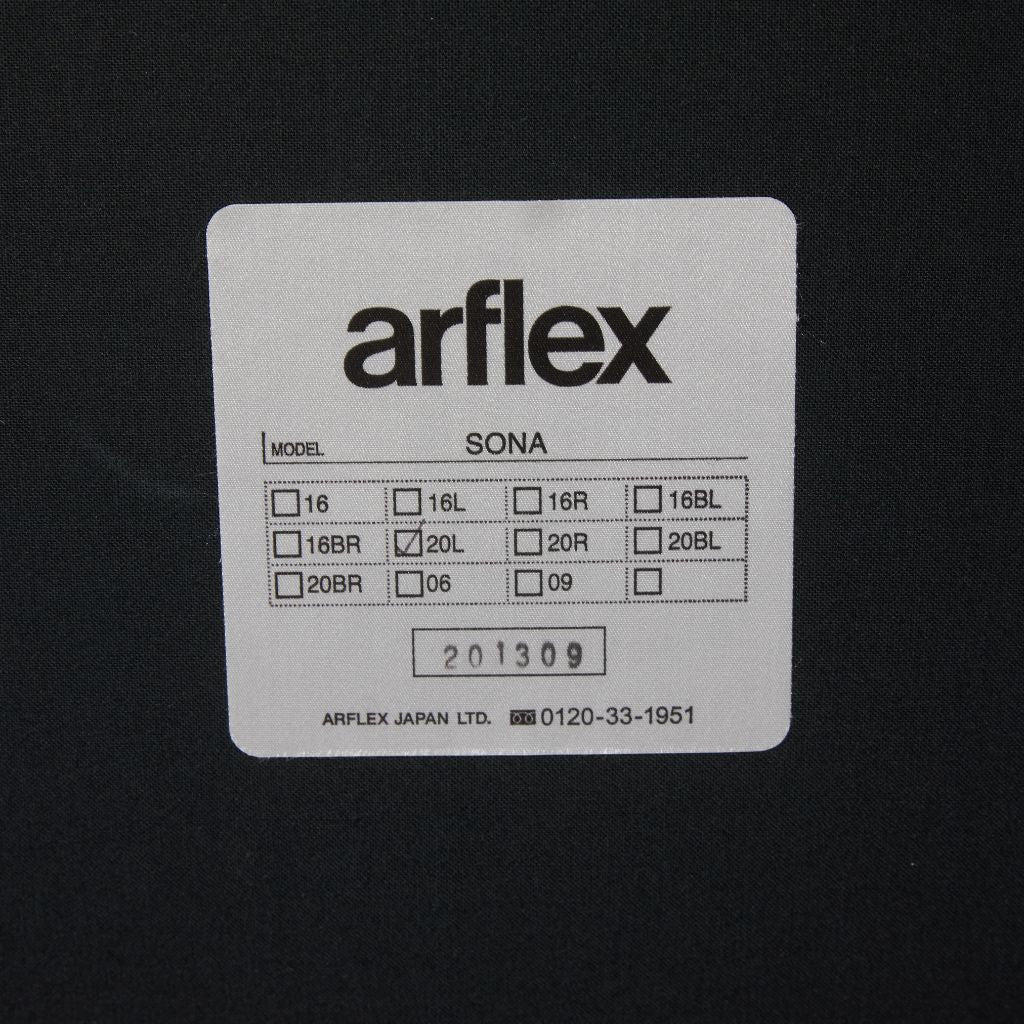 arflex
MODEL SONA
16 16L 16R 16BL
16BR 20L 20R 20BL
20BR 06 09
201309
ARFLEX JAPAN LTD. 0120-33-1951